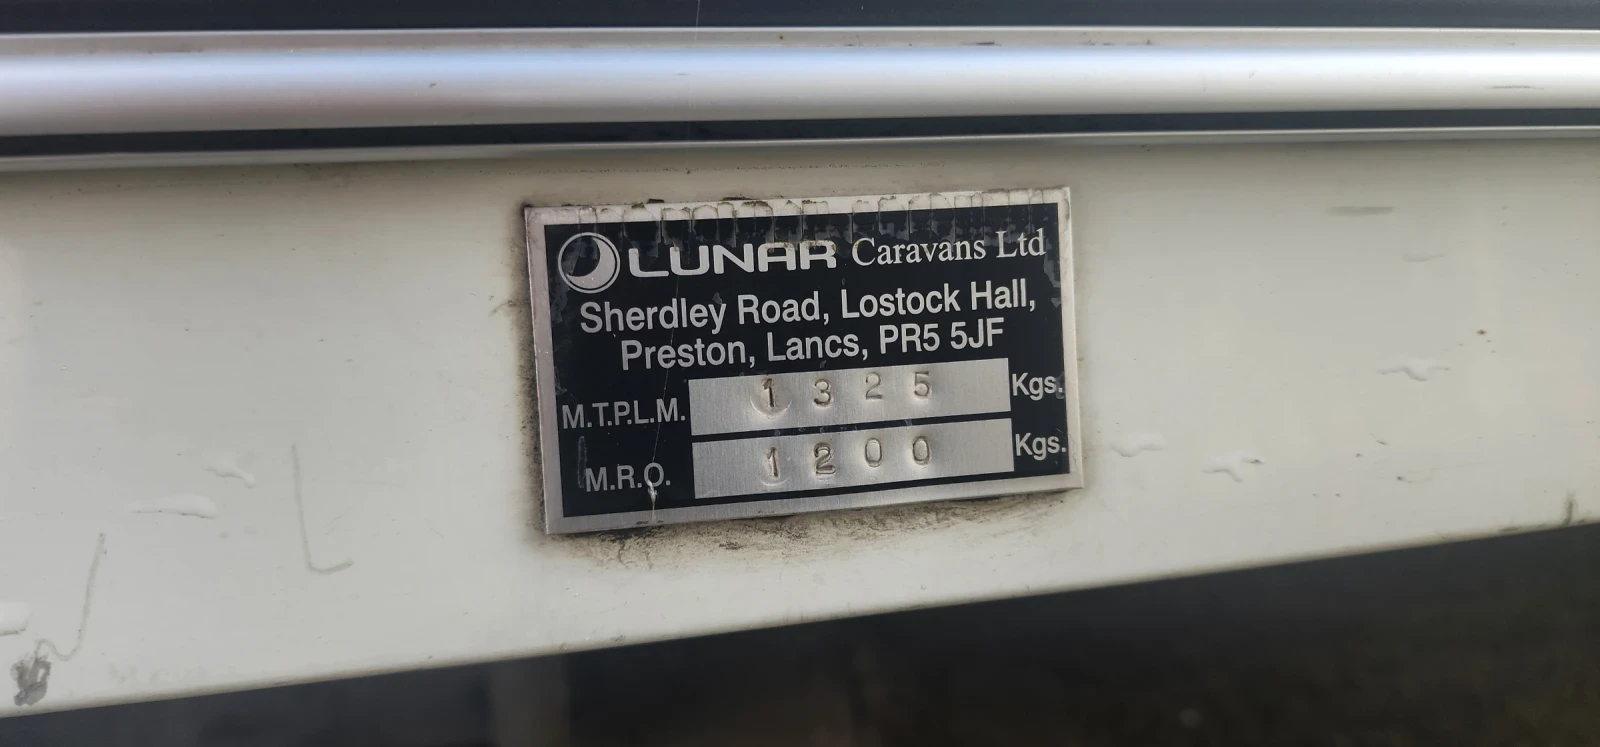 LUNAR Caravans Ltd
Sherdley Road, Lostock Hall,
Preston, Lancs, PR5 5JF
M.T.P.L.M. 1325 Kgs.
M.R.O. 1200 Kgs.